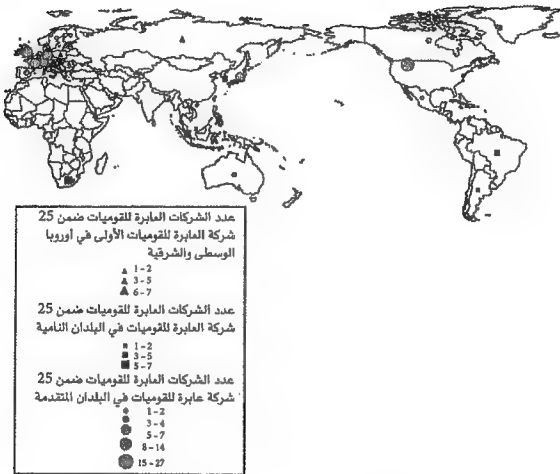 عدد الشركات العابرة للقوميات ضمن 25
شركة العابرة للقوميات الأولى في أوروبا
الوسطى والشرقية
1-2
3-5
6-7
عدد الشركات العابرة للقوميات ضمن 25
شركة العابرة للقوميات في البلدان النامية
1-2
3-5
5-7
عدد الشركات العابرة للقوميات ضمن 25
شركة عابرة للقوميات في البلدان المتقدمة
1-2
3-4
5-7
8-14
15-27